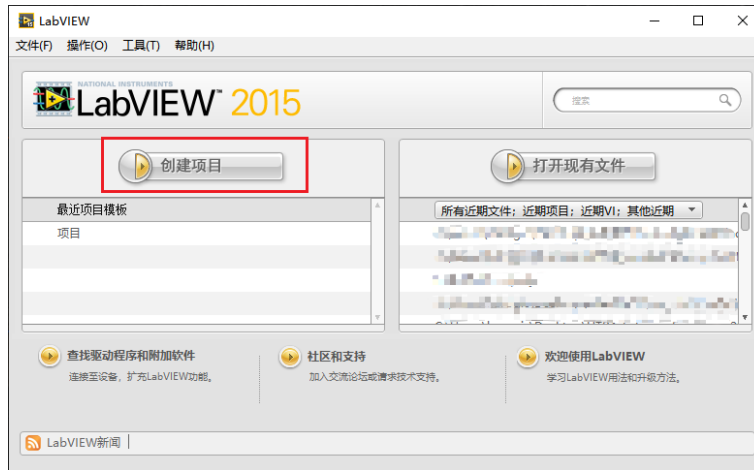 LabVIEW
文件(F) 操作(O) 工具(T) 帮助(H)
NATIONAL INSTRUMENTS
LabVIEW™ 2015
搜索
创建项目
打开现有文件
最近项目模板
项目
所有近期文件；近期项目；近期VI；其他近期
查找驱动程序和附加软件
连接至设备，扩充LabVIEW功能。
社区和支持
加入交流论坛或请求技术支持。
欢迎使用LabVIEW
学习LabVIEW用法和升级方法。
LabVIEW新闻